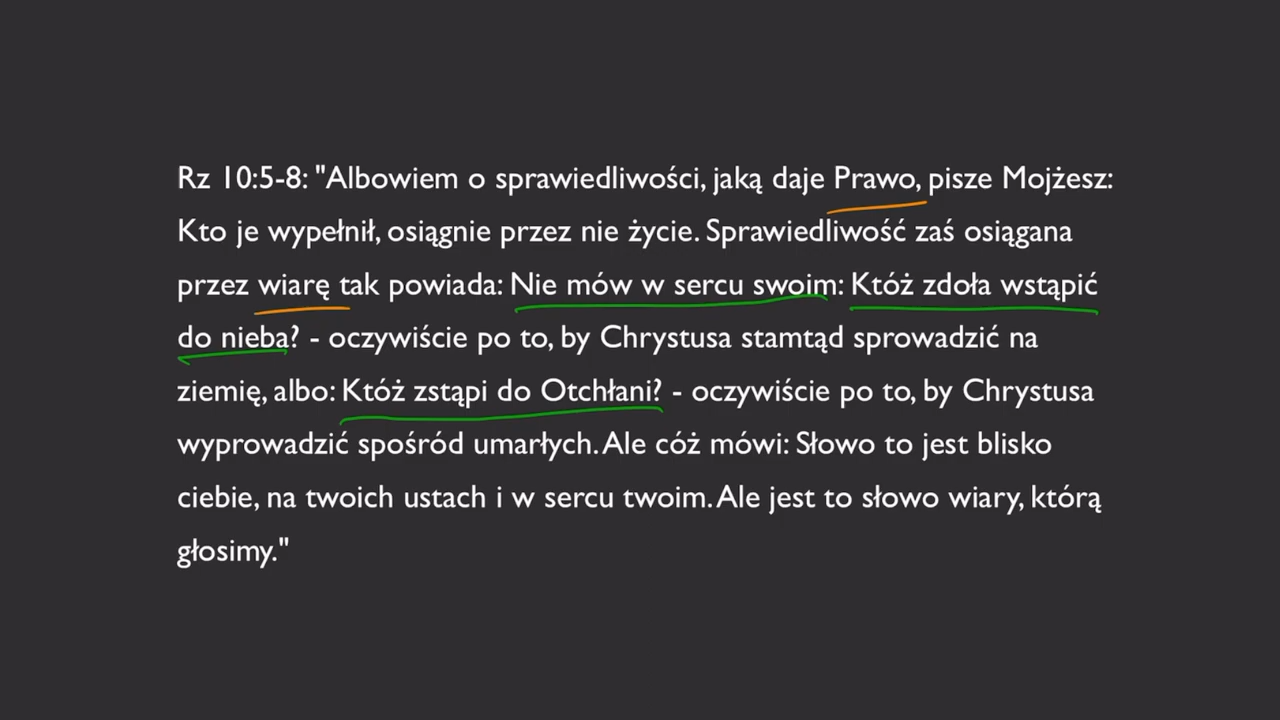 Rz 10:5-8: "Albowiem o sprawiedliwości, jaką daje Prawo, pisze Mojżesz:
Kto je wypełnił, osiągnie przez nie życie. Sprawiedliwość zaś osiągana
przez wiarę tak powiada: Nie mów w sercu swoim: Któż zdoła wstąpić
do nieba? - oczywiście po to, by Chrystusa stamtąd sprowadzić na
ziemię, albo: Któż zstąpi do Otchłani? - oczywiście po to, by Chrystusa
wyprowadzić spośród umarłych. Ale cóż mówi: Słowo to jest blisko
ciebie, na twoich ustach i w sercu twoim. Ale jest to słowo wiary, którą
głosimy."